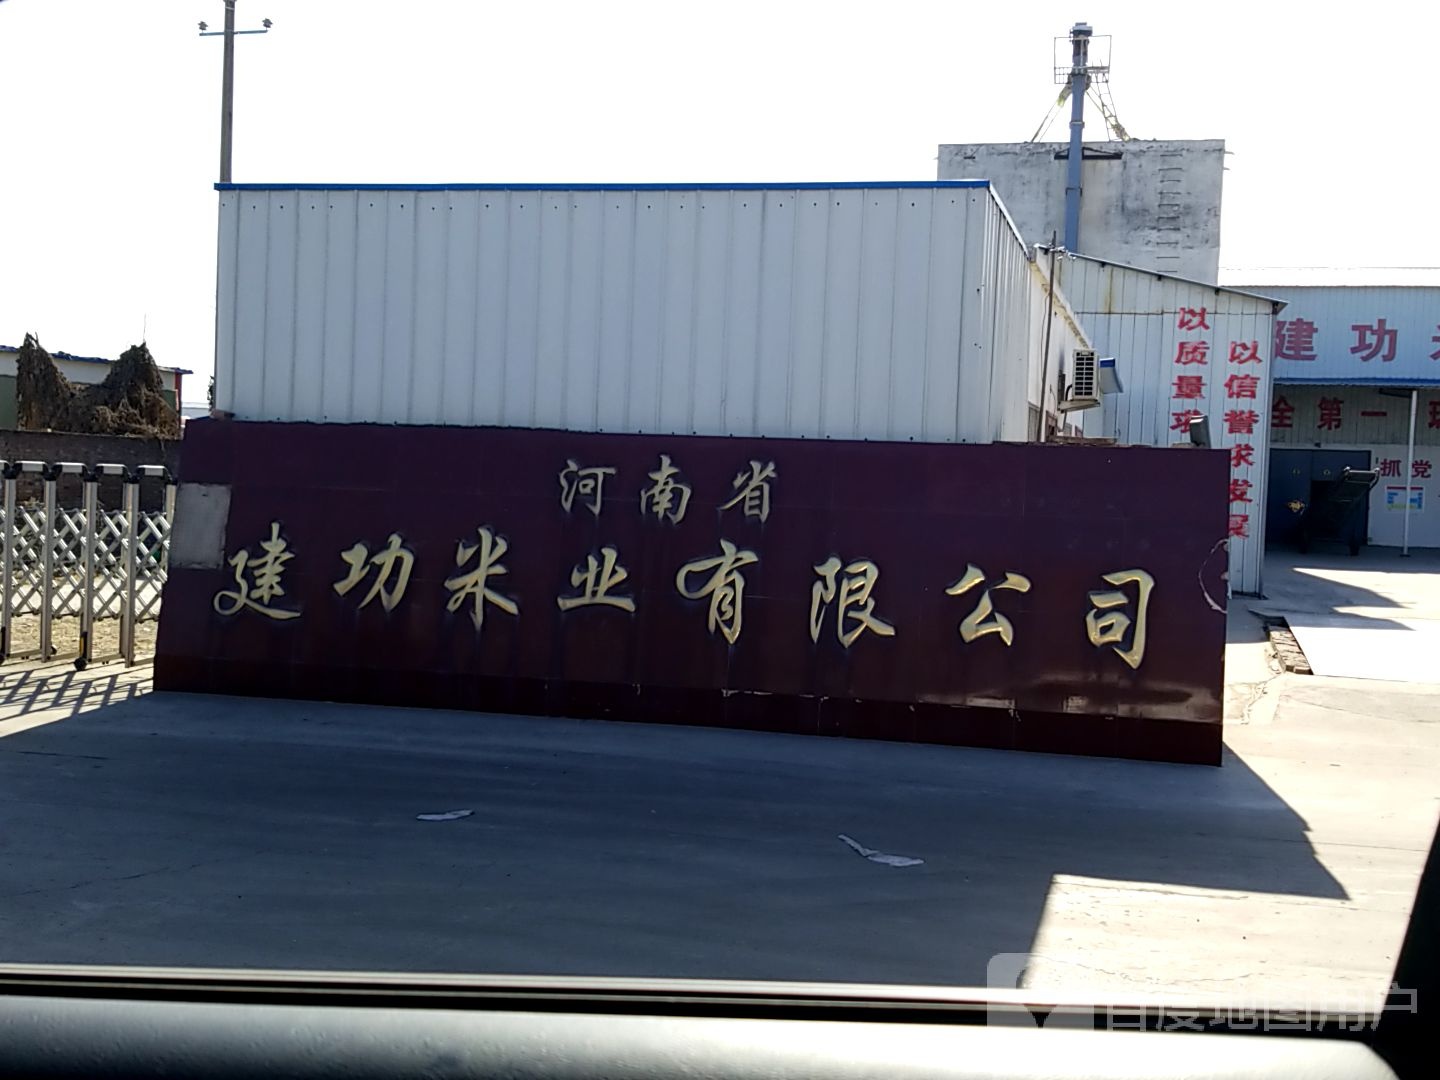 河南省
建功米业有限公司
以质量求
以信誉求发展
建功米
全第一
抓党
百度地图用户